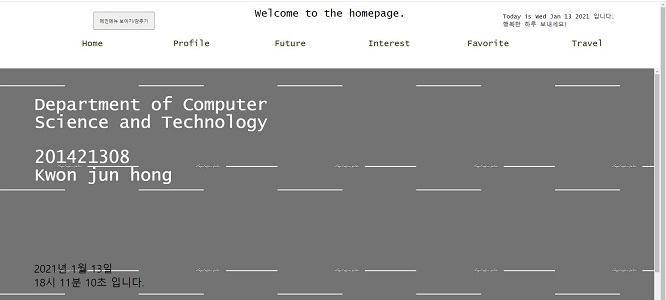 메인메뉴 보이기/감추기
Welcome to the homepage.
Today is Wed Jan 13 2021 입니다.
행복한 하루 보내세요!
Home Profile Future Interest Favorite Travel
Department of Computer
Science and Technology
201421308
Kwon jun hong
2021년 1월 13일
18시 11분 10초 입니다.